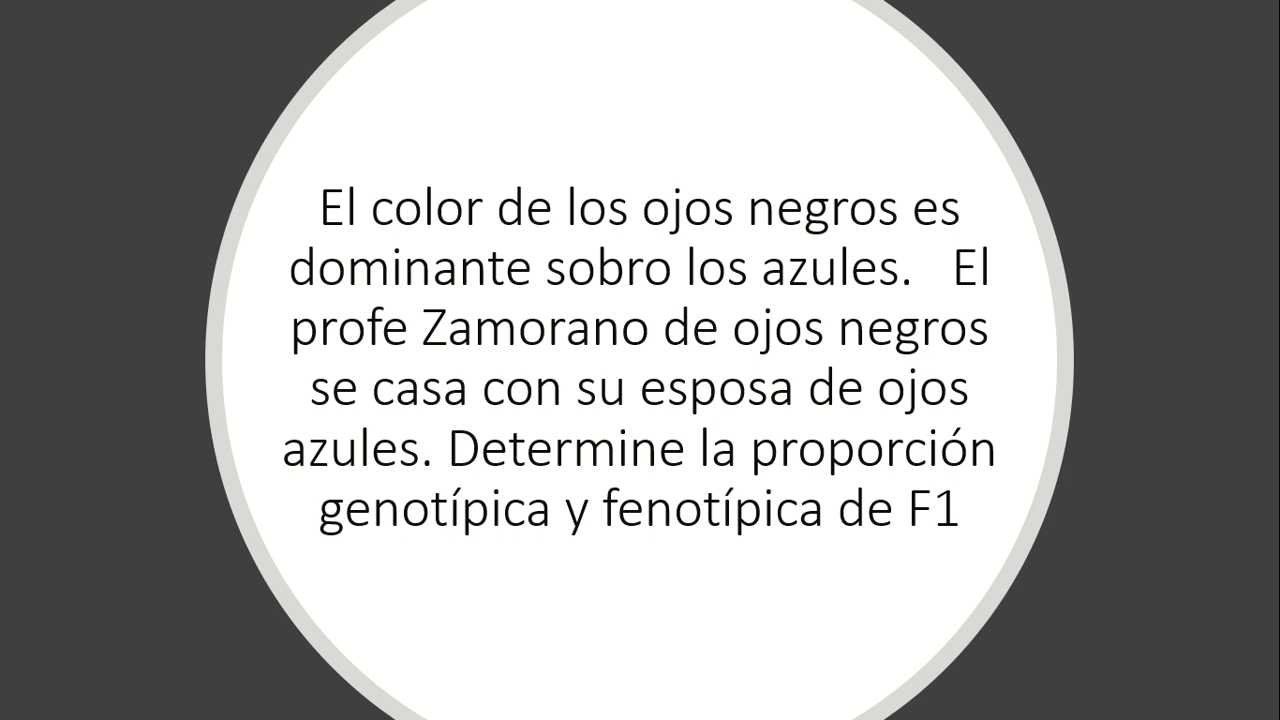 El color de los ojos negros es
dominante sobro los azules.   El
profe Zamorano de ojos negros
se casa con su esposa de ojos
azules. Determine la proporción
genotípica y fenotípica de F1